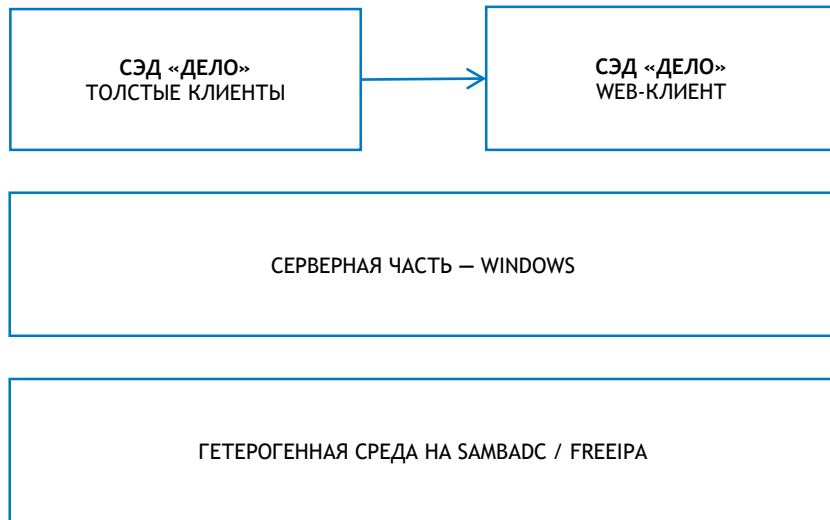 СЭД «ДЕЛО»
ТОЛСТЫЕ КЛИЕНТЫ
СЭД «ДЕЛО»
WEB-КЛИЕНТ
СЕРВЕРНАЯ ЧАСТЬ — WINDOWS
ГЕТЕРОГЕННАЯ СРЕДА НА SAMBADC / FREEIPA